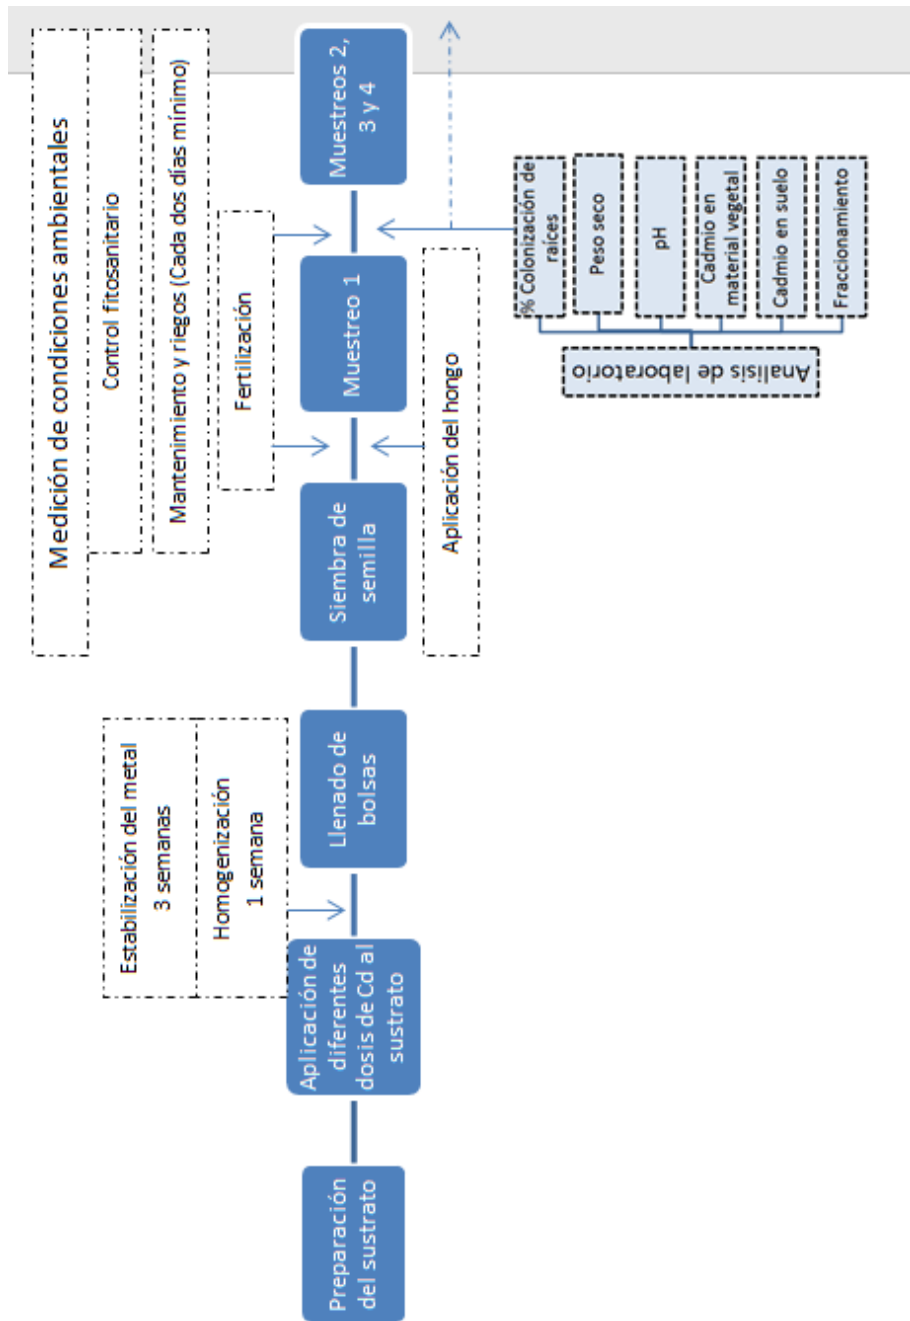 Medición de condiciones ambientales
Control fitosanitario
Mantenimiento y riegos (Cada dos días mínimo)
Estabilización del metal
3 semanas
Homogenización
1 semana
Fertilización
Preparación
del sustrato
Aplicación de
diferentes
dosis de Cd al
sustrato
Llenado de
bolsas
Siembra de
semilla
Muestreo 1
Muestreos 2,
3 y 4
Aplicación del hongo
% Colonización de
raíces
Peso seco
pH
Cadmio en
material vegetal
Cadmio en suelo
Fraccionamiento
Analisis de laboratorio